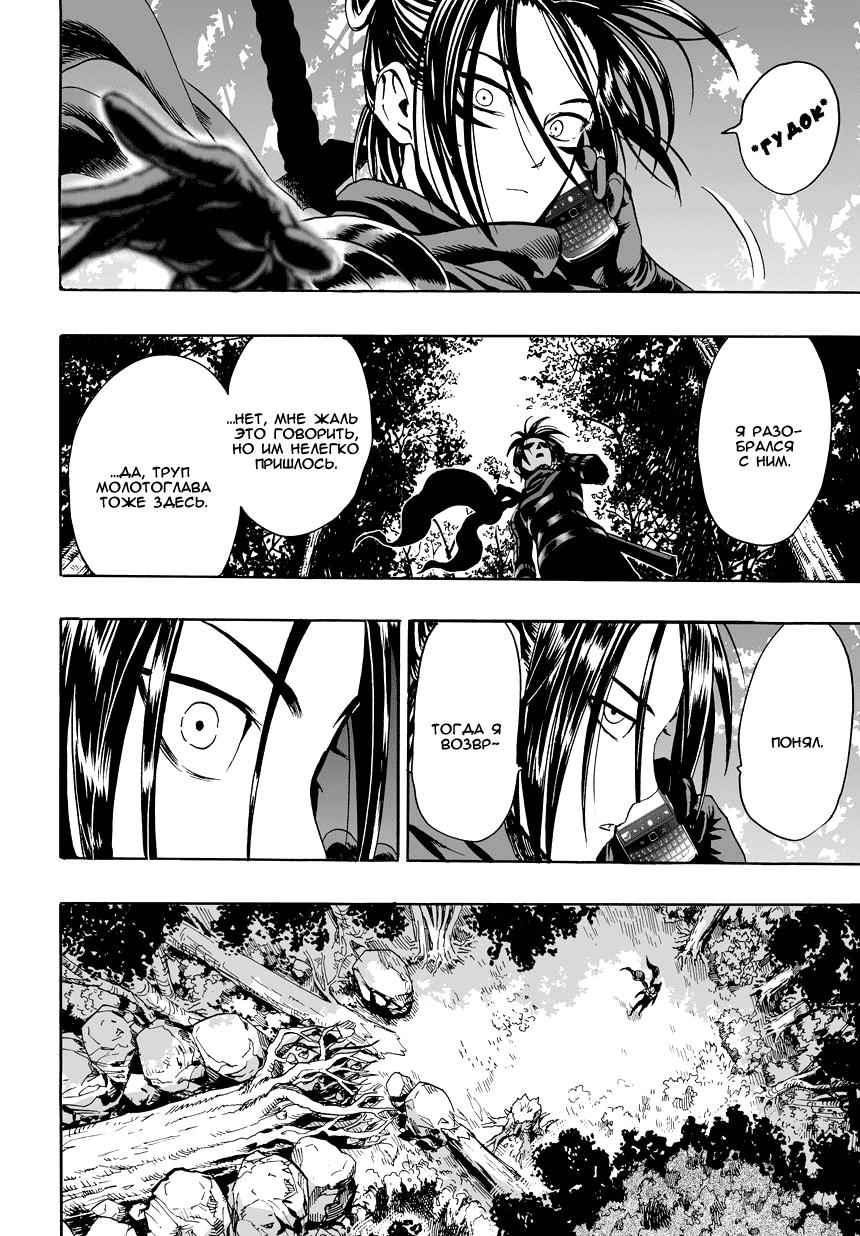 *ГУДОК*
Я РАЗО-
БРАЛСЯ
С НИМ.
...НЕТ, МНЕ ЖАЛЬ
ЭТО ГОВОРИТЬ,
НО ИМ НЕЛЕГКО
ПРИШЛОСЬ.
...ДА, ТРУП
МОЛОТОГЛАВА
ТОЖЕ ЗДЕСЬ.
ПОНЯЛ.
ТОГДА Я
ВОЗВР~